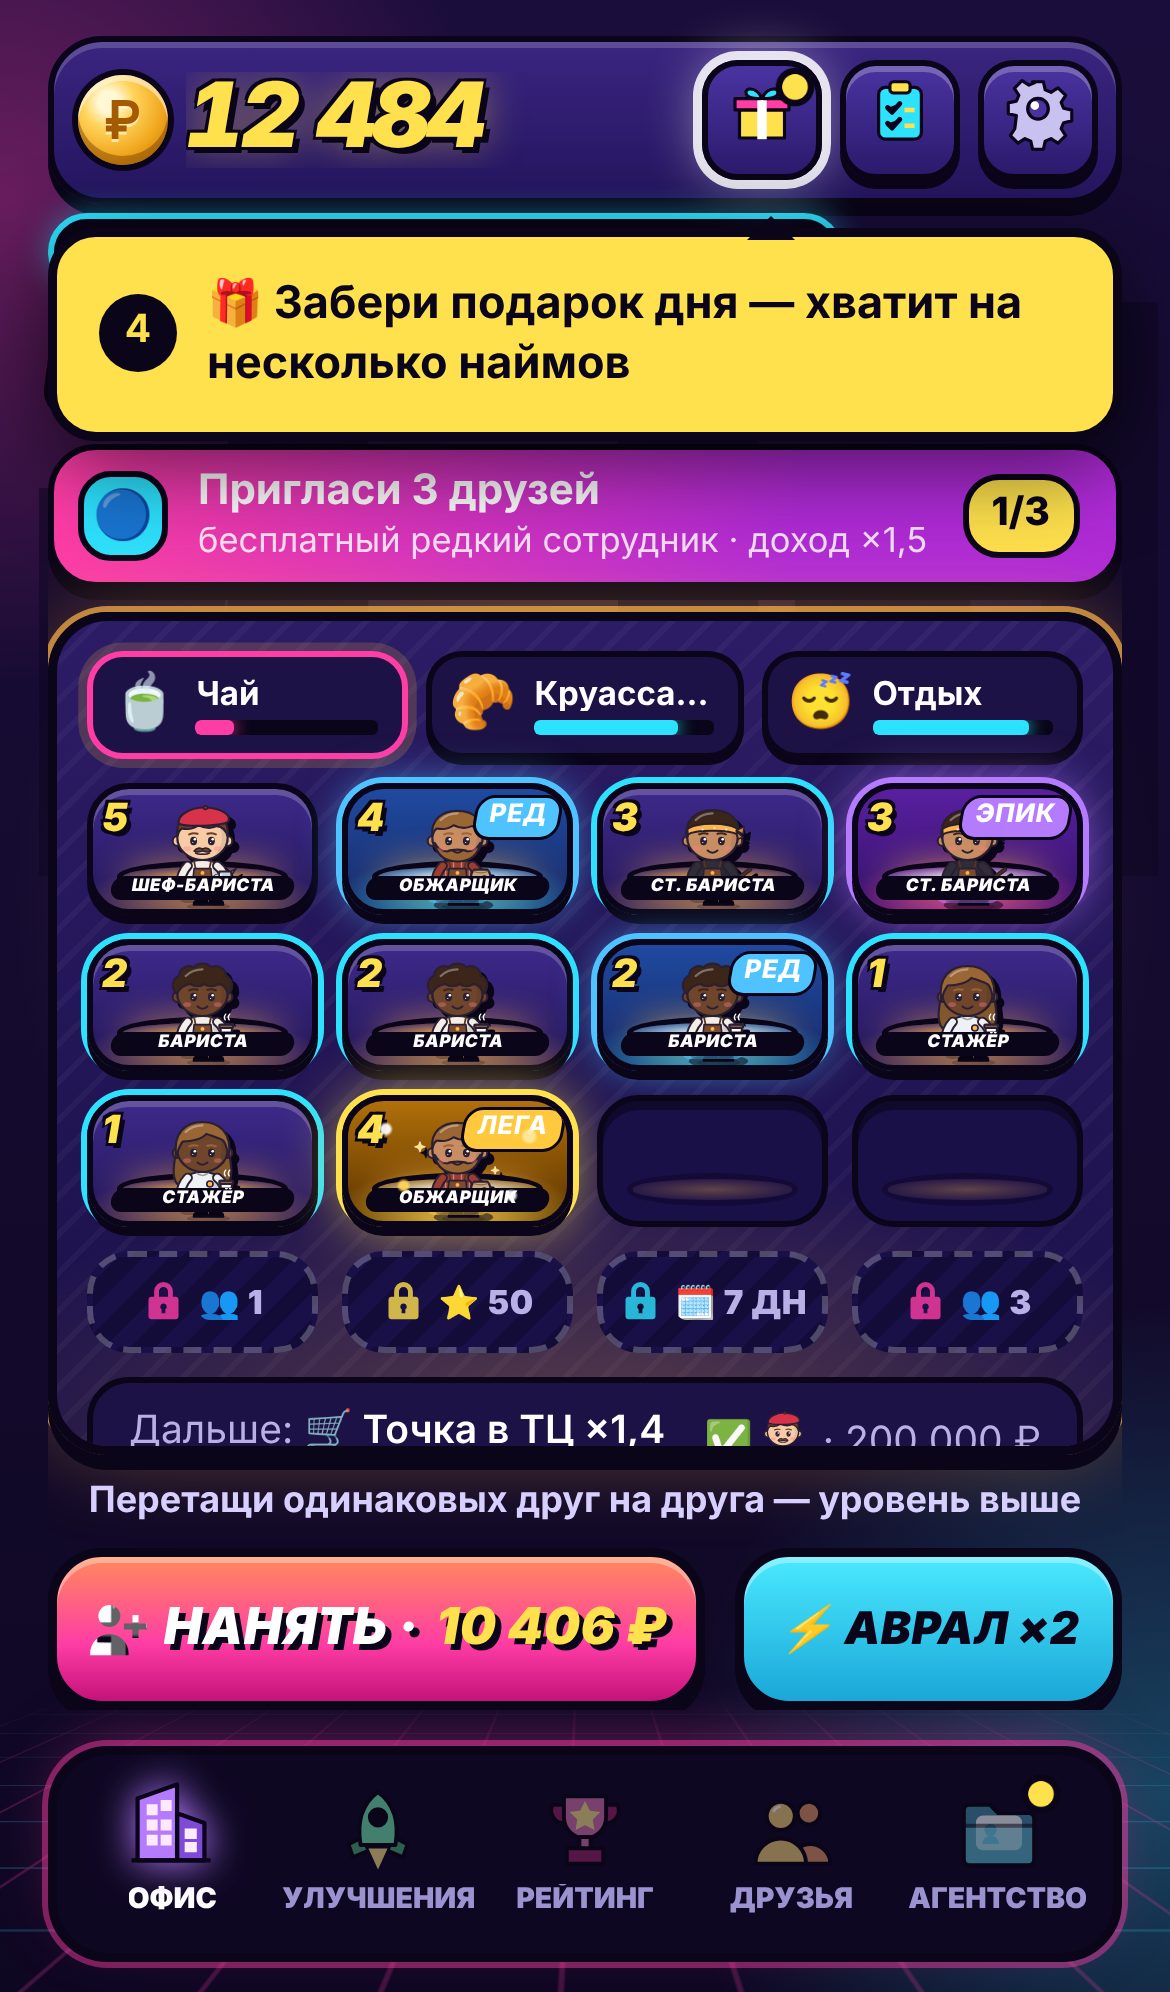 ₽ 12 484
4
🎁 Забери подарок дня — хватит на
несколько наймов
Пригласи 3 друзей
бесплатный редкий сотрудник · доход ×1,5
1/3
Чай
Круасса...
Отдых
5
ШЕФ-БАРИСТА
4
РЕД
ОБЖАРЩИК
3
СТ. БАРИСТА
3
ЭПИК
СТ. БАРИСТА
2
БАРИСТА
2
БАРИСТА
2
РЕД
БАРИСТА
1
СТАЖЁР
1
СТАЖЁР
4
ЛЕГА
ОБЖАРЩИК
👥 1
⭐ 50
🗓️ 7 ДН
👥 3
Дальше: 🛒 Точка в ТЦ ×1,4 ✅ · 200 000 ₽
Перетащи одинаковых друг на друга — уровень выше
НАНЯТЬ · 10 406 ₽
⚡ АВРАЛ ×2
ОФИС
УЛУЧШЕНИЯ
РЕЙТИНГ
ДРУЗЬЯ
АГЕНТСТВО